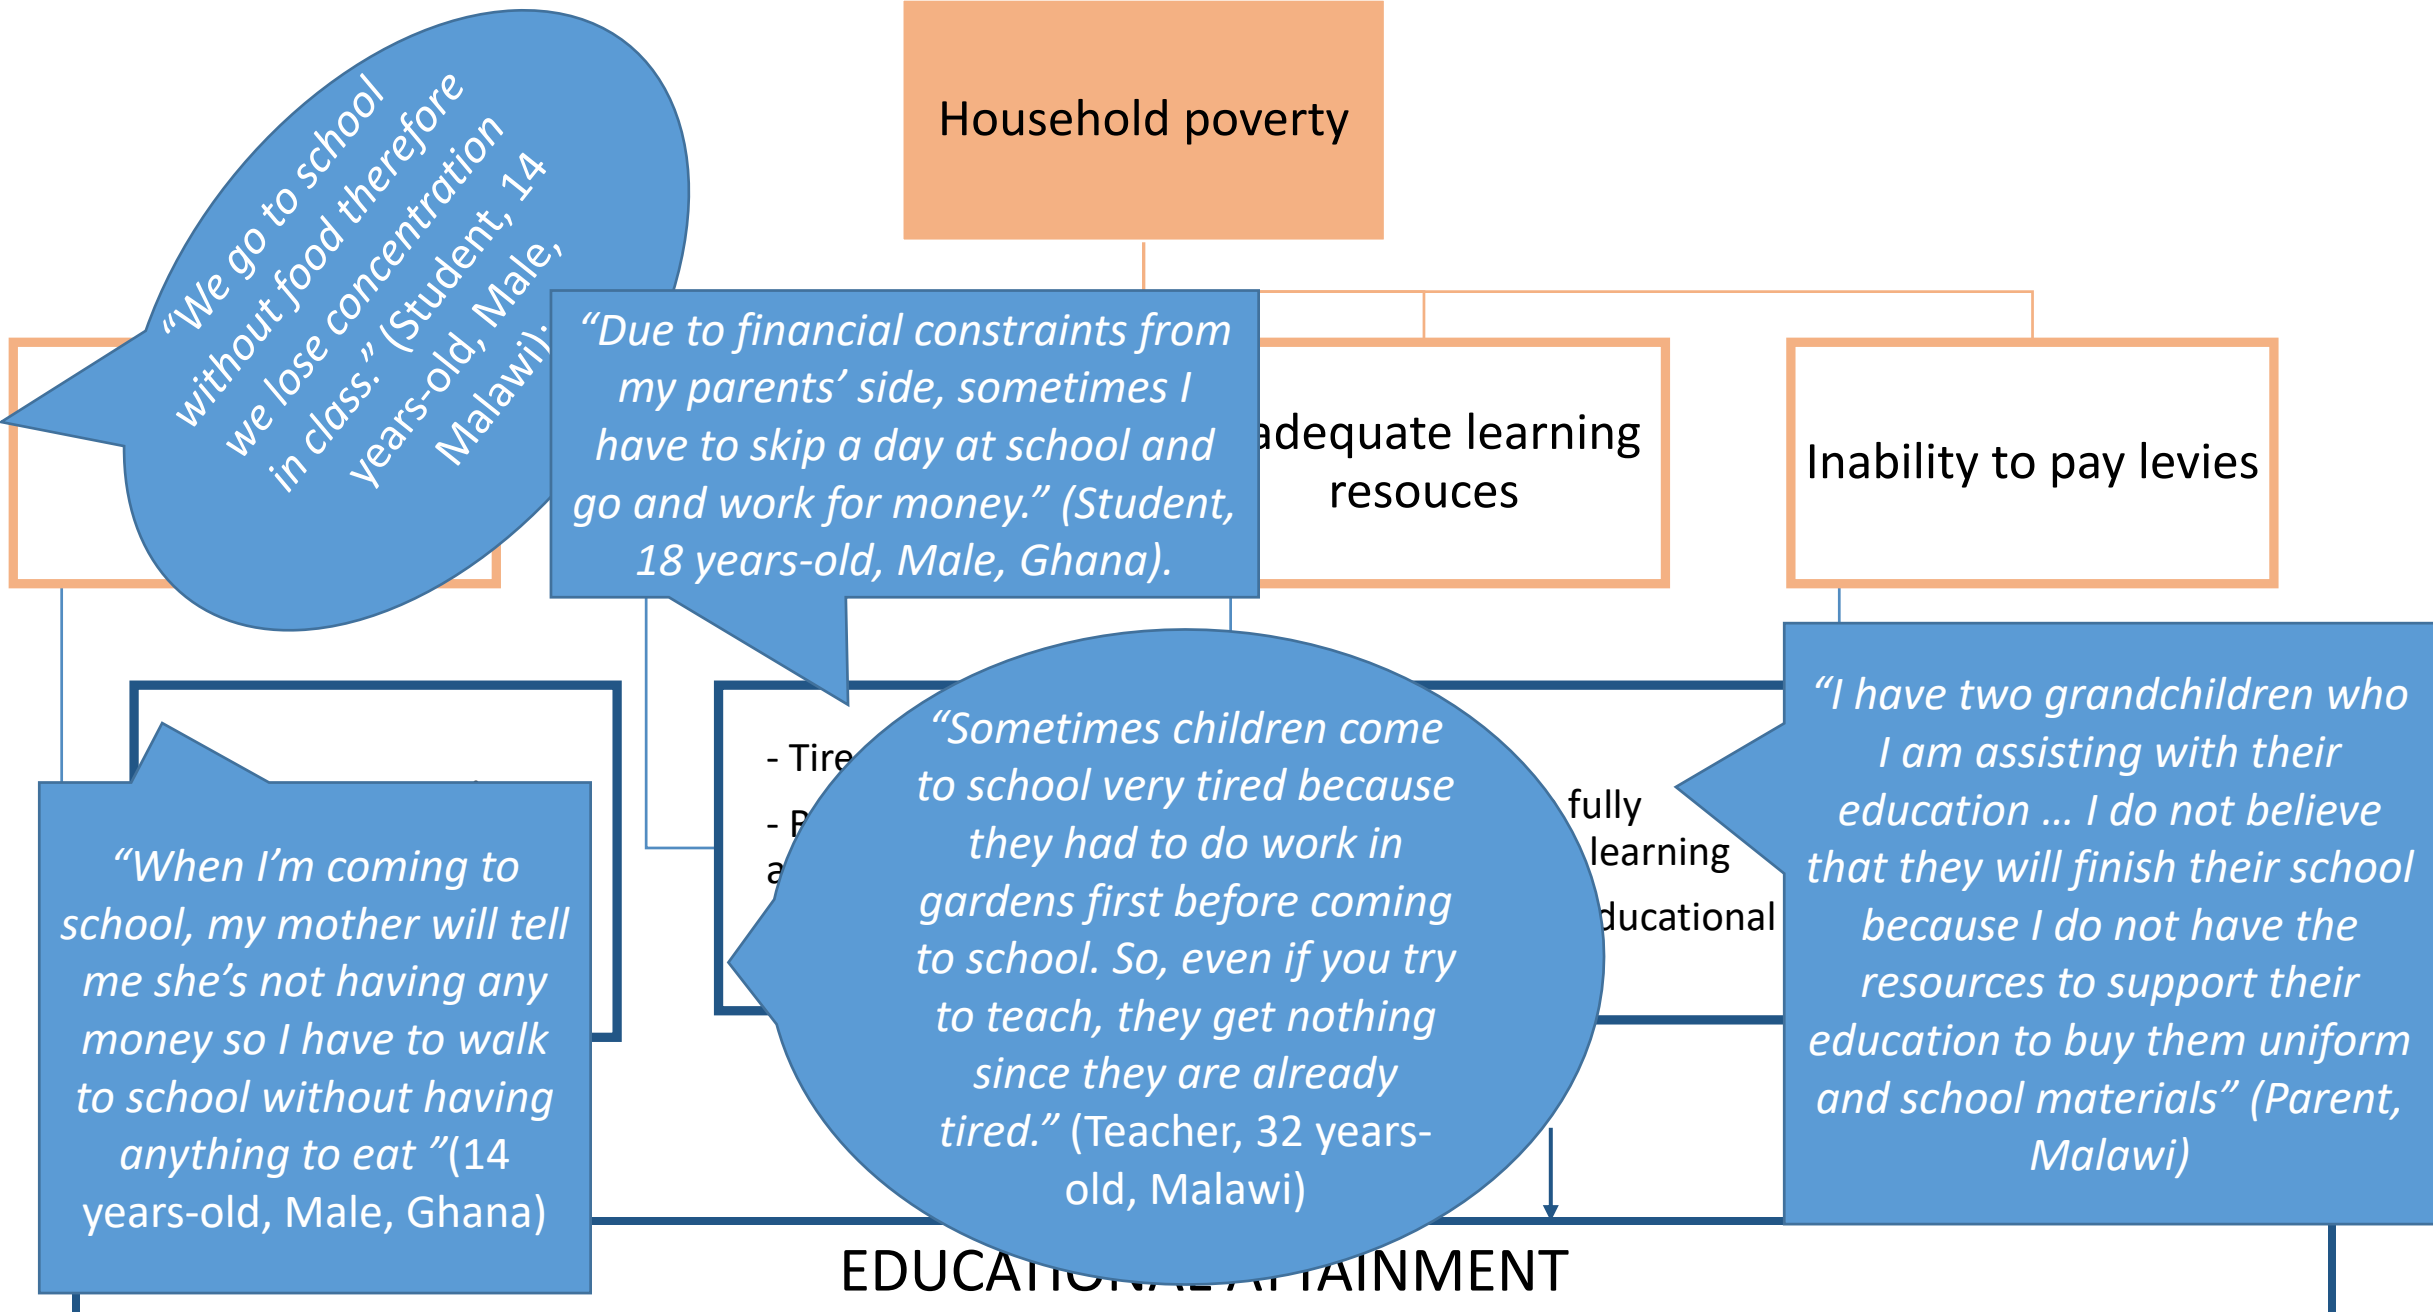 Household poverty
“We go to school
without food therefore
we lose concentration
in class.” (Student, 14
years-old, Male,
Malawi).
“Due to financial constraints from
my parents’ side, sometimes I
have to skip a day at school and
go and work for money.” (Student,
18 years-old, Male, Ghana).
adequate learning
resouces
Inability to pay levies
“When I’m coming to
school, my mother will tell
me she’s not having any
money so I have to walk
to school without having
anything to eat ”(14
years-old, Male, Ghana)
- Tire
“Sometimes children come
to school very tired because
they had to do work in
gardens first before coming
to school. So, even if you try
to teach, they get nothing
since they are already
tired.” (Teacher, 32 years-
old, Malawi)
fully
learning
ducational
“I have two grandchildren who
I am assisting with their
education … I do not believe
that they will finish their school
because I do not have the
resources to support their
education to buy them uniform
and school materials” (Parent,
Malawi)
EDUCATIONAL ATTAINMENT